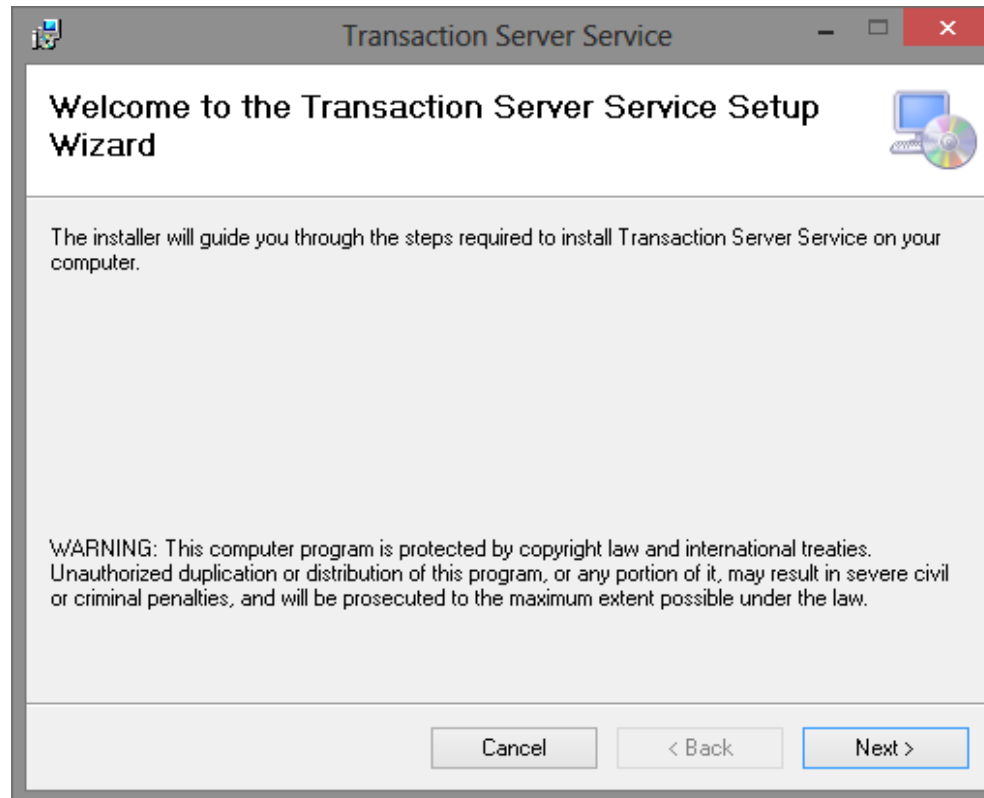 Transaction Server Service
Welcome to the Transaction Server Service Setup
Wizard
The installer will guide you through the steps required to install Transaction Server Service on your
computer.
WARNING: This computer program is protected by copyright law and international treaties.
Unauthorized duplication or distribution of this program, or any portion of it, may result in severe civil
or criminal penalties, and will be prosecuted to the maximum extent possible under the law.
Cancel
< Back
Next >